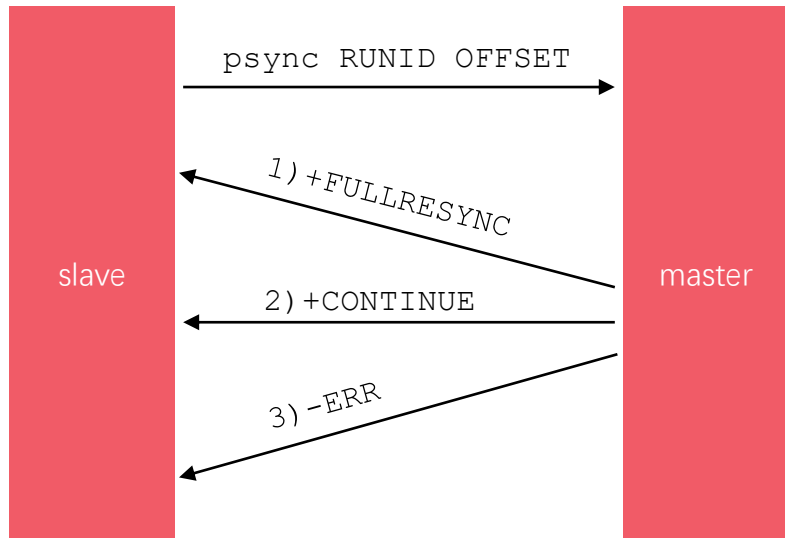 psync RUNID OFFSET
1)+FULLRESYNC
slave
master
2)+CONTINUE
3)-ERR